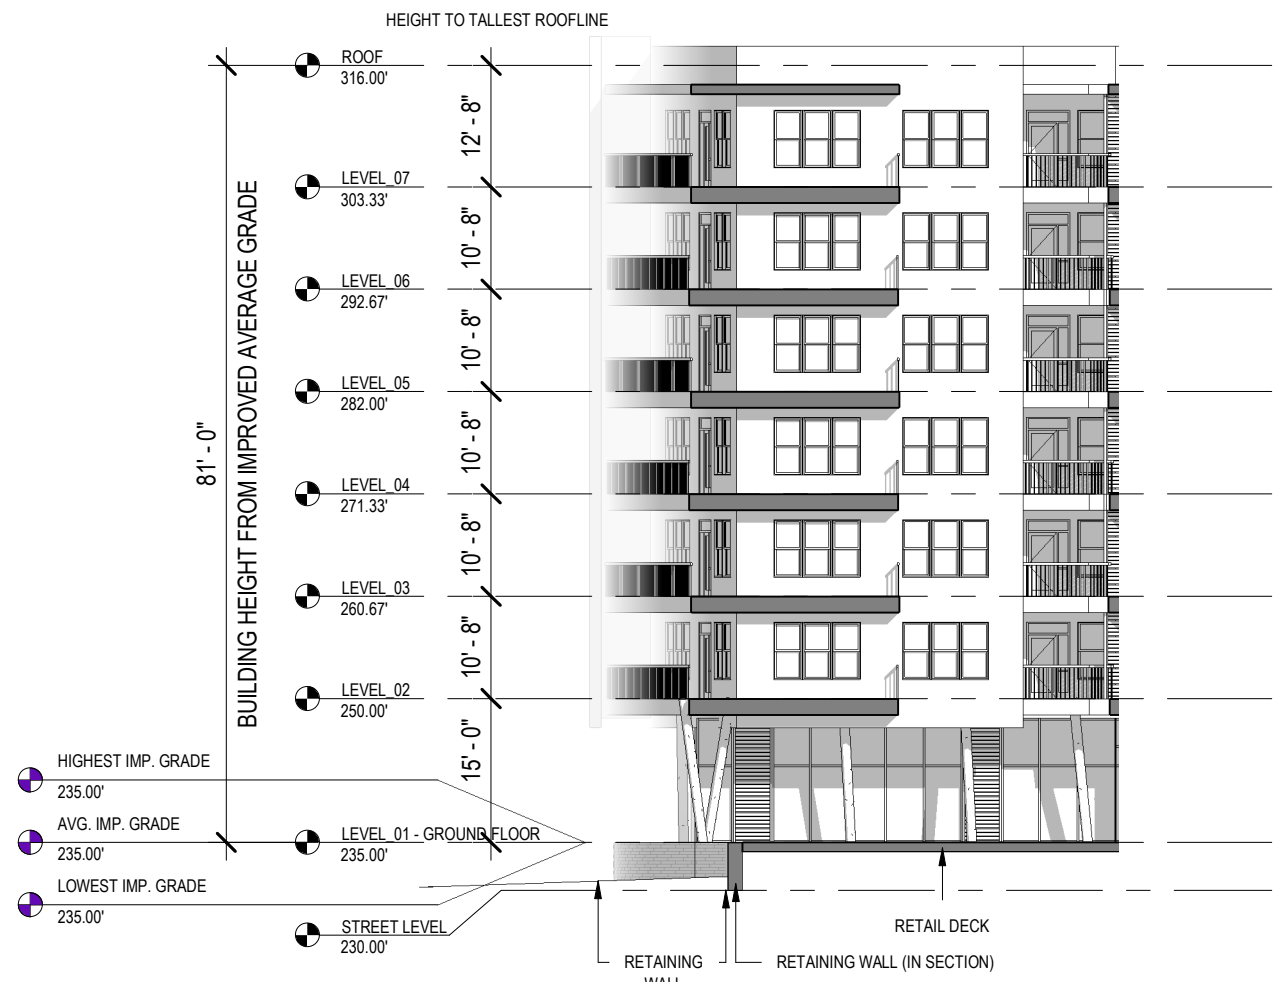 HEIGHT TO TALLEST ROOFLINE
ROOF
316.00'
12' - 8"
LEVEL_07
303.33'
10' - 8"
LEVEL_06
292.67'
10' - 8"
LEVEL_05
282.00'
10' - 8"
LEVEL_04
271.33'
10' - 8"
LEVEL_03
260.67'
10' - 8"
LEVEL_02
250.00'
15' - 0"
81' - 0"
BUILDING HEIGHT FROM IMPROVED AVERAGE GRADE
HIGHEST IMP. GRADE
235.00'
AVG. IMP. GRADE
235.00'
LEVEL_01 - GROUND FLOOR
235.00'
LOWEST IMP. GRADE
235.00'
STREET LEVEL
230.00'
RETAIL DECK
RETAINING
WALL
RETAINING WALL (IN SECTION)